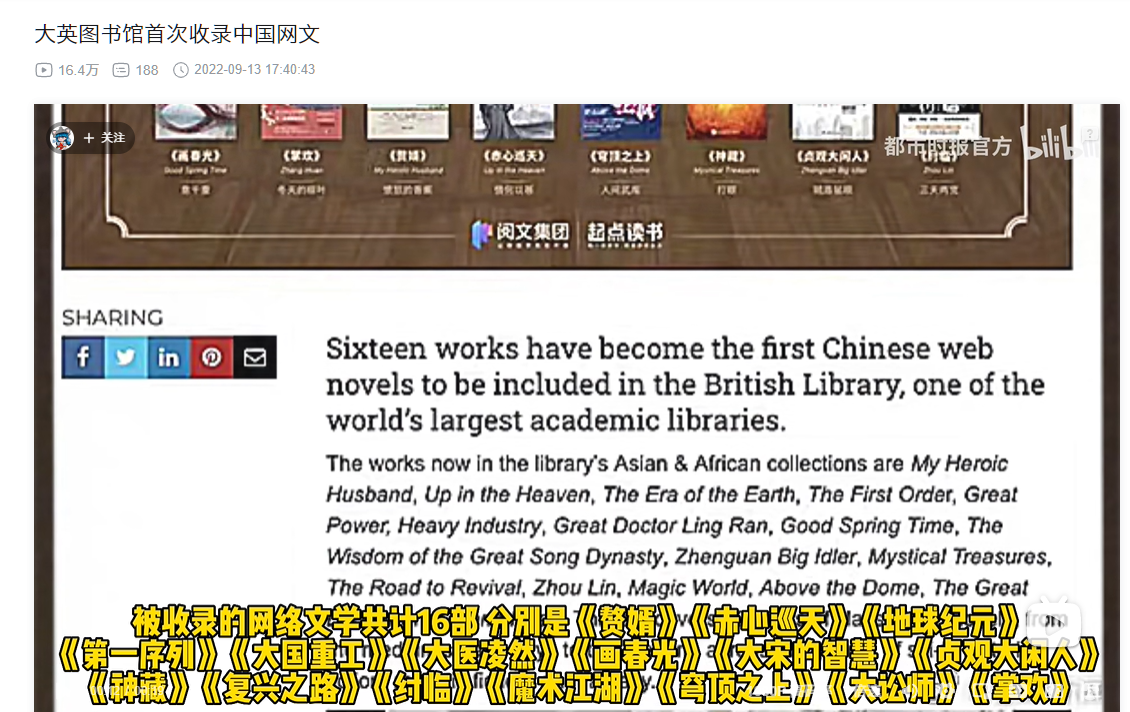 大英图书馆首次收录中国网文
16.4万 188 2022-09-13 17:40:43
+ 关注
都市时报官方 bilibili
《画春光》 《掌欢》 《赘婿》 《赤心巡天》 《穹顶之上》 《神藏》 《贞观大闲人》
Good Spring Time Zhang Huan My Heroic Husband Up in the Heaven Above the Dome Mystical Treasures Zhenguan Big Idler Zhou Lin
意千重 冬天的柳叶 愤怒的香蕉 情何以甚 人间武库 打眼 贼眉鼠眼 三天两觉
阅文集团 起点读书
SHARING
Sixteen works have become the first Chinese web
novels to be included in the British Library, one of the
world's largest academic libraries.
The works now in the library's Asian & African collections are My Heroic
Husband, Up in the Heaven, The Era of the Earth, The First Order, Great
Power, Heavy Industry, Great Doctor Ling Ran, Good Spring Time, The
Wisdom of the Great Song Dynasty, Zhenguan Big Idler, Mystical Treasures,
The Road to Revival, Zhou Lin, Magic World, Above the Dome, The Great
被收录的网络文学共计16部 分别是《赘婿》《赤心巡天》《地球纪元》
《第一序列》《大国重工》《大医凌然》《画春光》《大宋的智慧》《贞观大闲人》
《神藏》《复兴之路》《纣临》《魔术江湖》《穹顶之上》《大讼师》《掌欢》